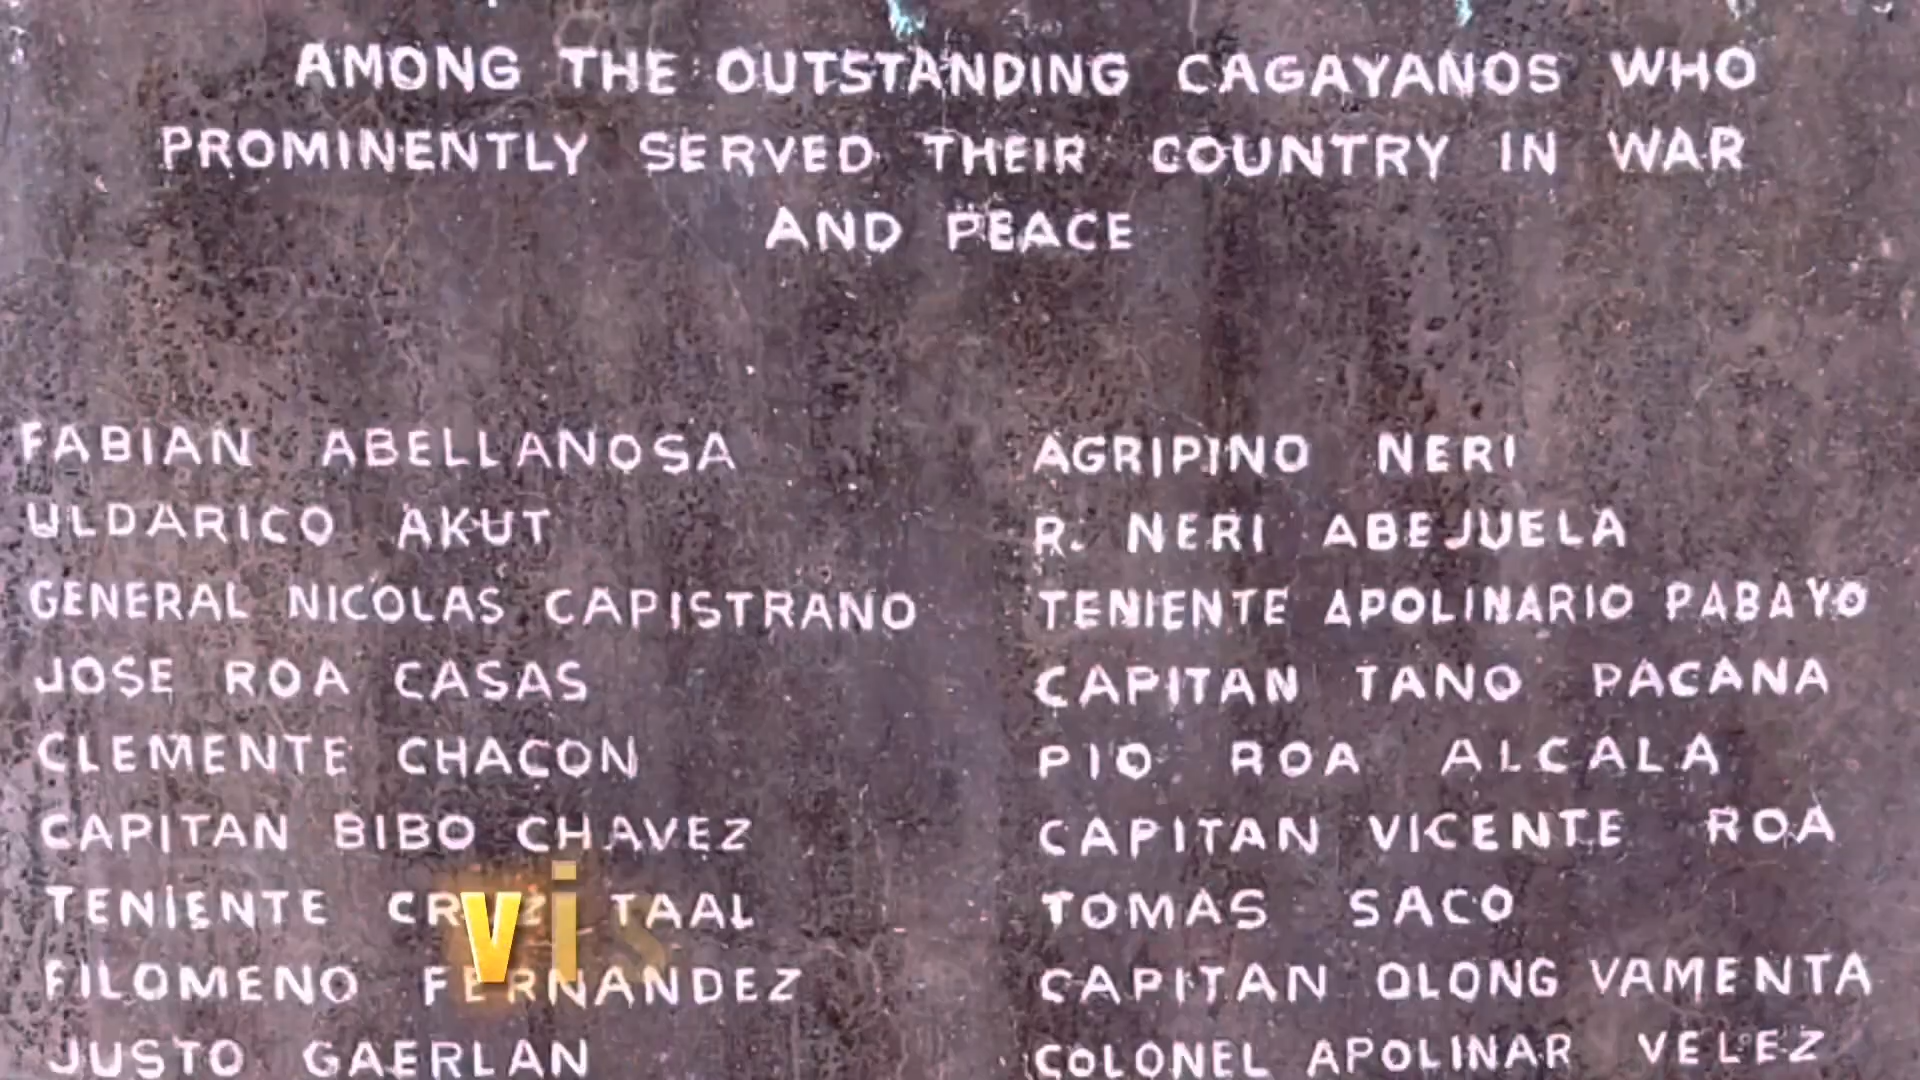 AMONG THE OUTSTANDING CAGAYANOS WHO
PROMINENTLY SERVED THEIR COUNTRY IN WAR
AND PEACE
FABIAN ABELLANOSA
ULDARICO AKUT
GENERAL NICOLAS CAPISTRANO
JOSE ROA CASAS
CLEMENTE CHACON
CAPITAN BIBO CHAVEZ
TENIENTE CRUZ TAAL
FILOMENO FERNANDEZ
JUSTO GAERLAN
AGRIPINO NERI
R. NERI ABEJUELA
TENIENTE APOLINARIO PABAYO
CAPITAN TANO PACANA
PIO ROA ALCALA
CAPITAN VICENTE ROA
TOMAS SACO
CAPITAN OLONG VAMENTA
COLONEL APOLINAR VELEZ
vis